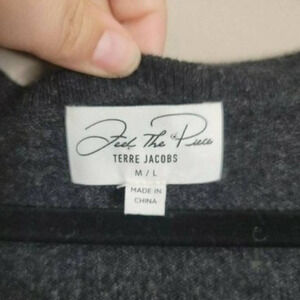 Feel The Piece
TERRE JACOBS
M / L
MADE IN
CHINA